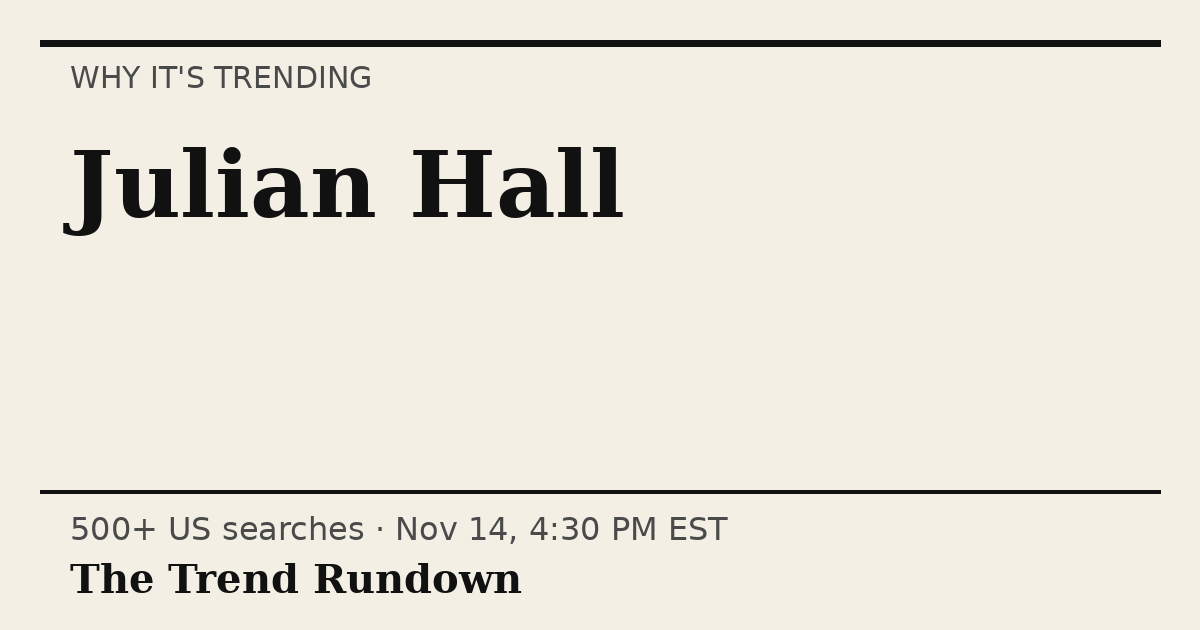 WHY IT'S TRENDING
Julian Hall
500+ US searches · Nov 14, 4:30 PM EST
The Trend Rundown